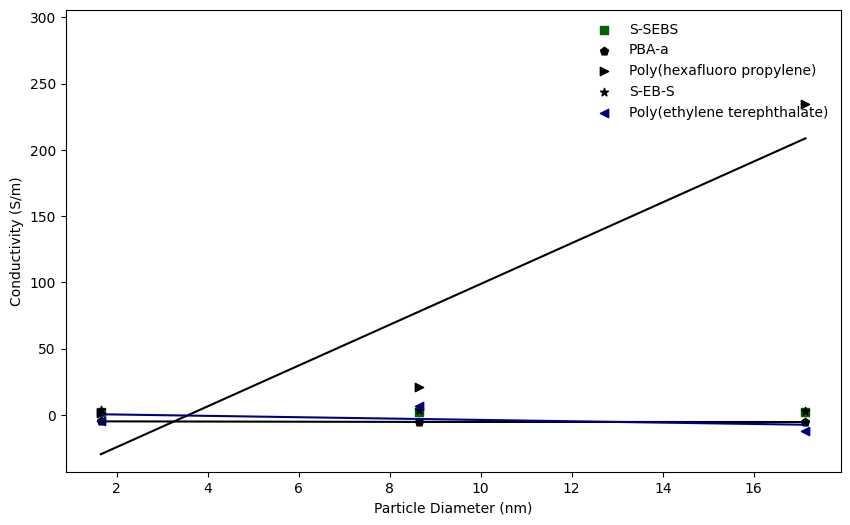 300
250
200
150
100
50
0
Conductivity (S/m)
S-SEBS
PBA-a
Poly(hexafluoro propylene)
S-EB-S
Poly(ethylene terephthalate)
2 4 6 8 10 12 14 16
Particle Diameter (nm)